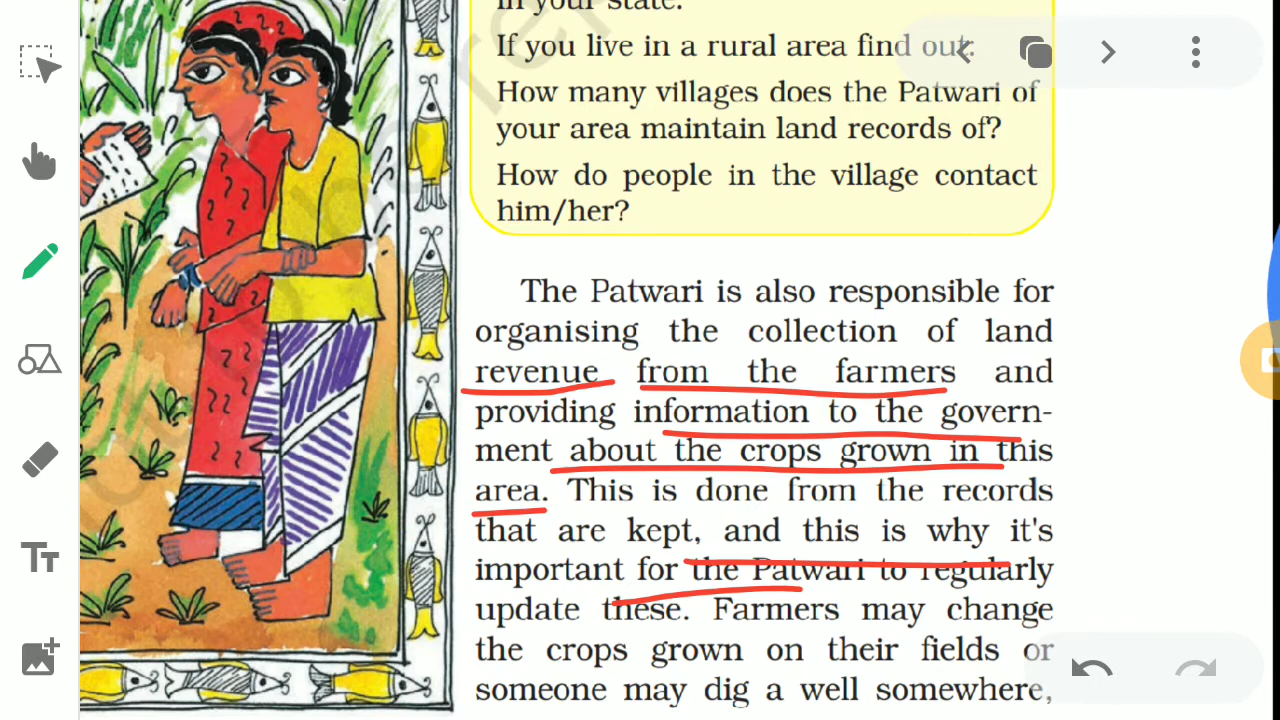 in your state.
If you live in a rural area find out:
How many villages does the Patwari of
your area maintain land records of?
How do people in the village contact
him/her?
The Patwari is also responsible for
organising the collection of land
revenue from the farmers and
providing information to the govern-
ment about the crops grown in this
area. This is done from the records
that are kept, and this is why it's
important for the Patwari to regularly
update these. Farmers may change
the crops grown on their fields or
someone may dig a well somewhere,
Tт